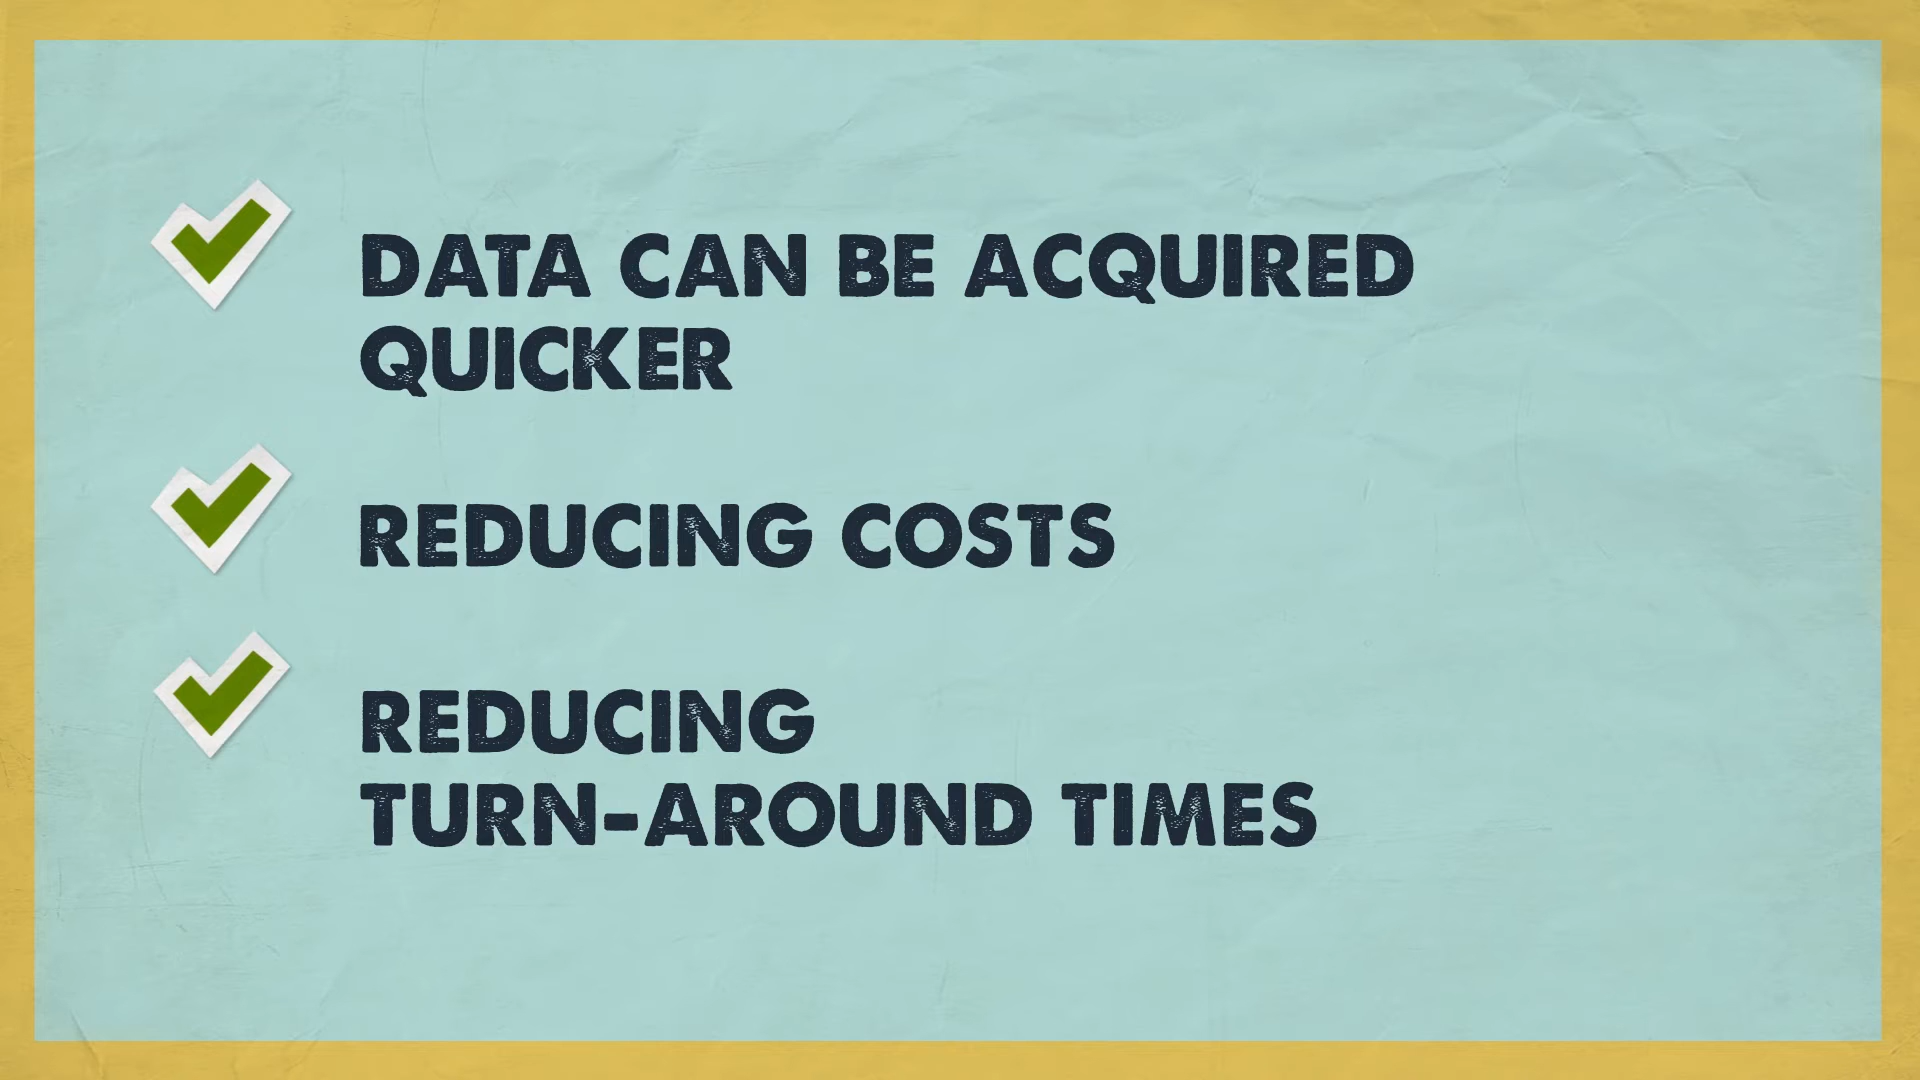 DATA CAN BE ACQUIRED
QUICKER
REDUCING COSTS
REDUCING
TURN-AROUND TIMES